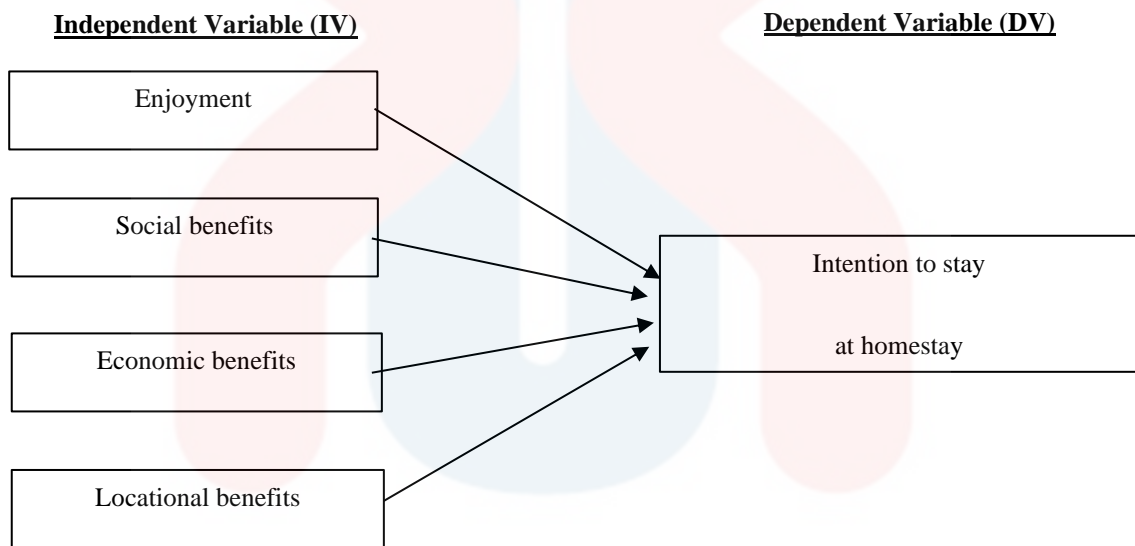 Independent Variable (IV)
Dependent Variable (DV)
Enjoyment
Social benefits
Economic benefits
Locational benefits
Intention to stay
at homestay